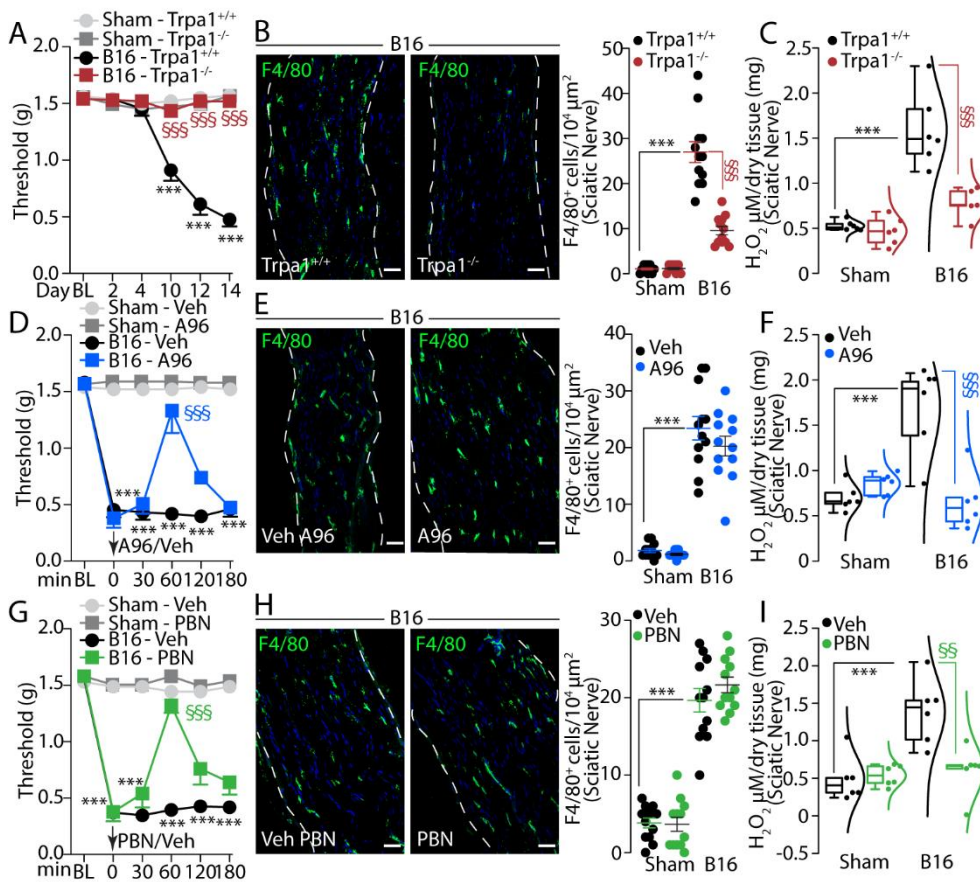 A
Sham - Trpa1+/+
Sham - Trpa1-/-
B16 - Trpa1+/+
B16 - Trpa1-/-
Threshold (g)
2.0
1.5
1.0
0.5
0.0
§§§ §§§ §§§
***
***
***
Day BL 2 4 10 12 14
B
B16
F4/80
F4/80
Trpa1+/+
Trpa1-/-
F4/80+ cells/10⁴ µm²
(Sciatic Nerve)
50
40
30
20
10
0
Trpa1+/+
Trpa1-/-
***
§§§
Sham B16
C
H₂O₂ µM/dry tissue (mg)
(Sciatic Nerve)
3.0
2.5
2.0
1.5
1.0
0.5
0.0
Trpa1+/+
Trpa1-/-
***
§§§
Sham B16
D
Sham - Veh
Sham - A96
B16 - Veh
B16 - A96
Threshold (g)
2.0
1.5
1.0
0.5
0.0
§§§
***
*** *** *** ***
A96/Veh
min BL 0 30 60 120 180
E
B16
F4/80
F4/80
Veh A96
A96
F4/80+ cells/10⁴ µm²
(Sciatic Nerve)
40
30
20
10
0
Veh
A96
***
Sham B16
F
H₂O₂ µM/dry tissue (mg)
(Sciatic Nerve)
2.5
2.0
1.5
1.0
0.5
0.0
Veh
A96
***
§§§
Sham B16
G
Sham - Veh
Sham - PBN
B16 - Veh
B16 - PBN
Threshold (g)
2.0
1.5
1.0
0.5
0.0
§§§
***
***
*** *** ***
PBN/Veh
min BL 0 30 60 120 180
H
B16
F4/80
F4/80
Veh PBN
PBN
F4/80+ cells/10⁴ µm²
(Sciatic Nerve)
40
30
20
10
0
Veh
PBN
***
Sham B16
I
H₂O₂ µM/dry tissue (mg)
(Sciatic Nerve)
2.5
2.0
1.5
1.0
0.5
0.0
-0.5
Veh
PBN
***
§§
Sham B16